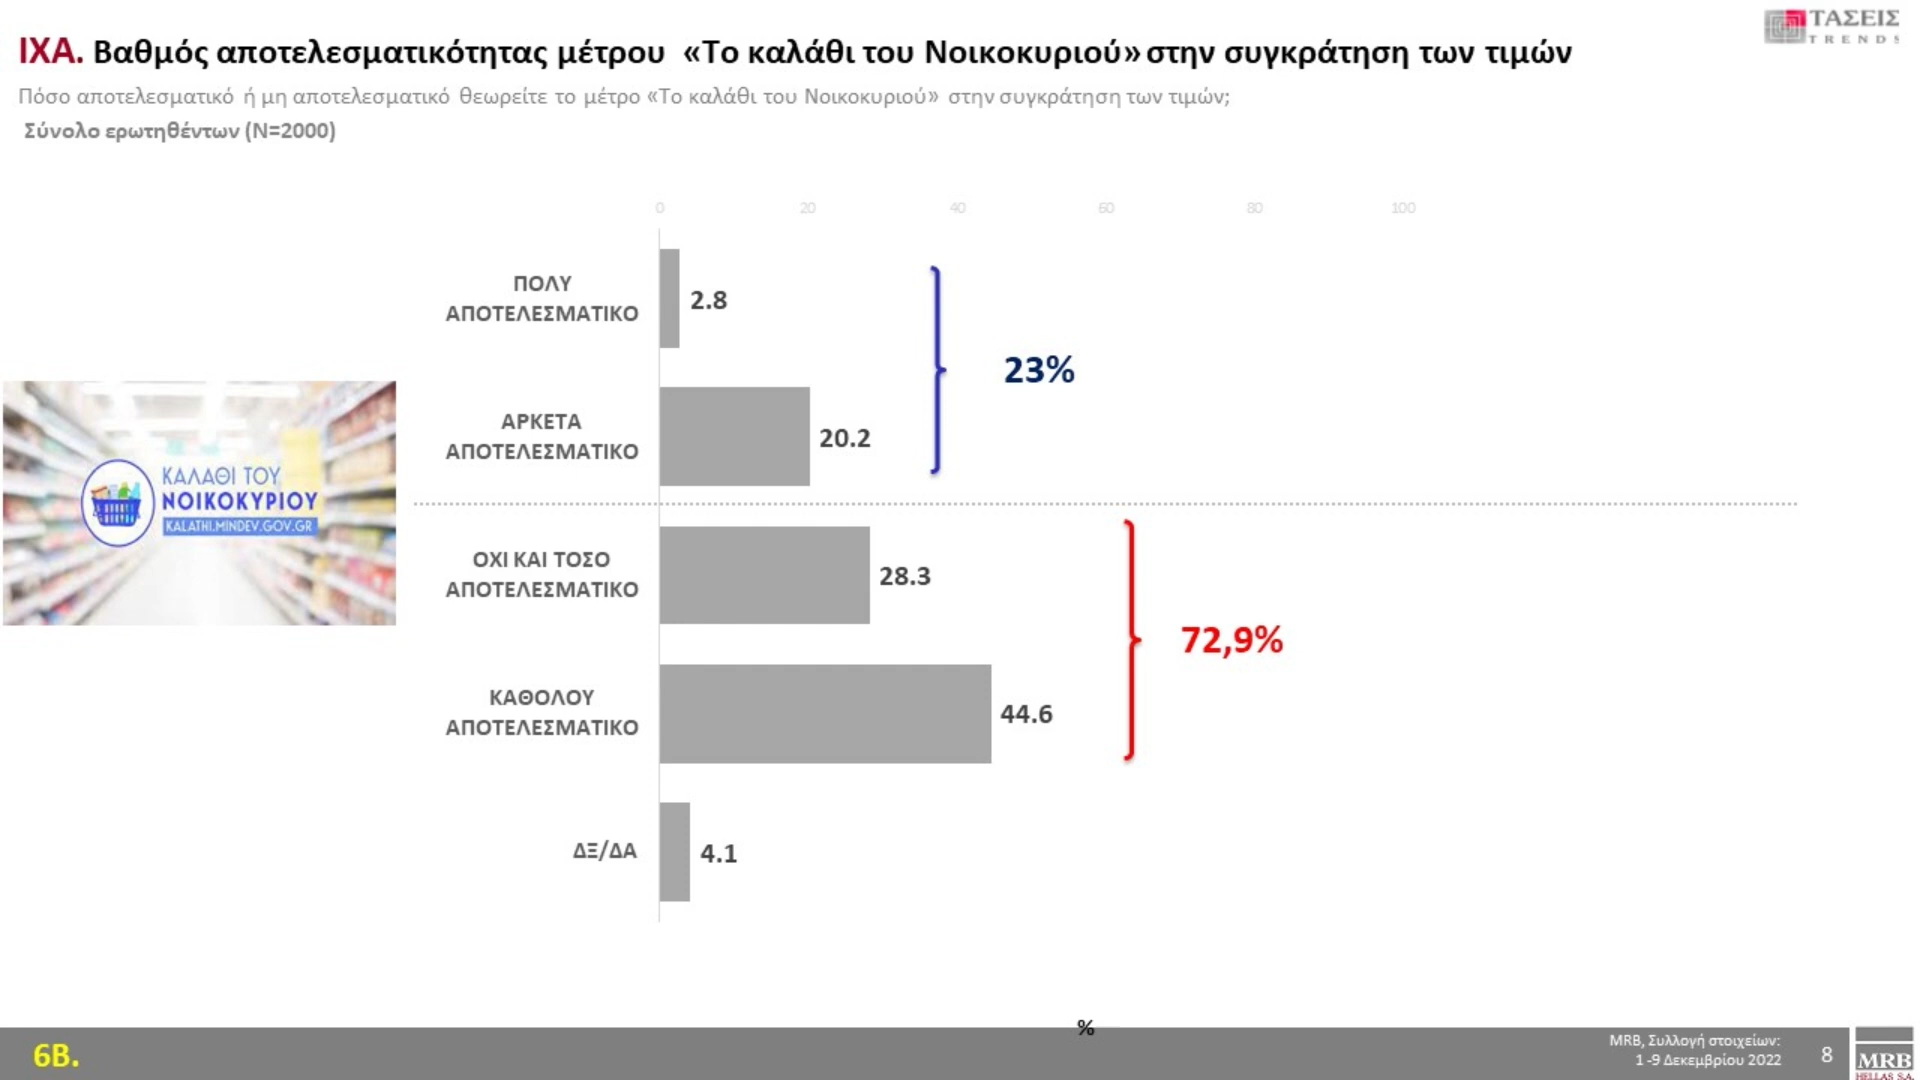 ΤΑΣΕΙΣ
TRENDS
ΙΧΑ. Βαθμός αποτελεσματικότητας μέτρου «Το καλάθι του Νοικοκυριού» στην συγκράτηση των τιμών
Πόσο αποτελεσματικό ή μη αποτελεσματικό θεωρείτε το μέτρο «Το καλάθι του Νοικοκυριού» στην συγκράτηση των τιμών;
Σύνολο ερωτηθέντων (Ν=2000)
0 20 40 60 80 100
ΠΟΛΥ
ΑΠΟΤΕΛΕΣΜΑΤΙΚΟ
2.8
23%
ΑΡΚΕΤΑ
ΑΠΟΤΕΛΕΣΜΑΤΙΚΟ
20.2
ΚΑΛΑΘΙ ΤΟΥ
ΝΟΙΚΟΚΥΡΙΟΥ
KALATHI.MINDEV.GOV.GR
ΟΧΙ ΚΑΙ ΤΟΣΟ
ΑΠΟΤΕΛΕΣΜΑΤΙΚΟ
28.3
72,9%
ΚΑΘΟΛΟΥ
ΑΠΟΤΕΛΕΣΜΑΤΙΚΟ
44.6
ΔΞ/ΔΑ
4.1
%
6Β.
MRB, Συλλογή στοιχείων:
1 -9 Δεκεμβρίου 2022
8
MRB
HELLAS S.A.